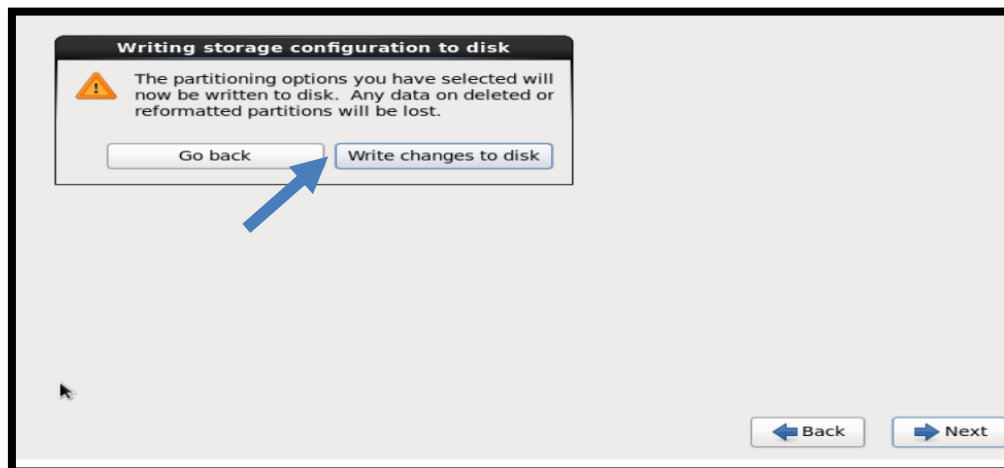 Writing storage configuration to disk
The partitioning options you have selected will
now be written to disk.  Any data on deleted or
reformatted partitions will be lost.
Go back
Write changes to disk
Back
Next